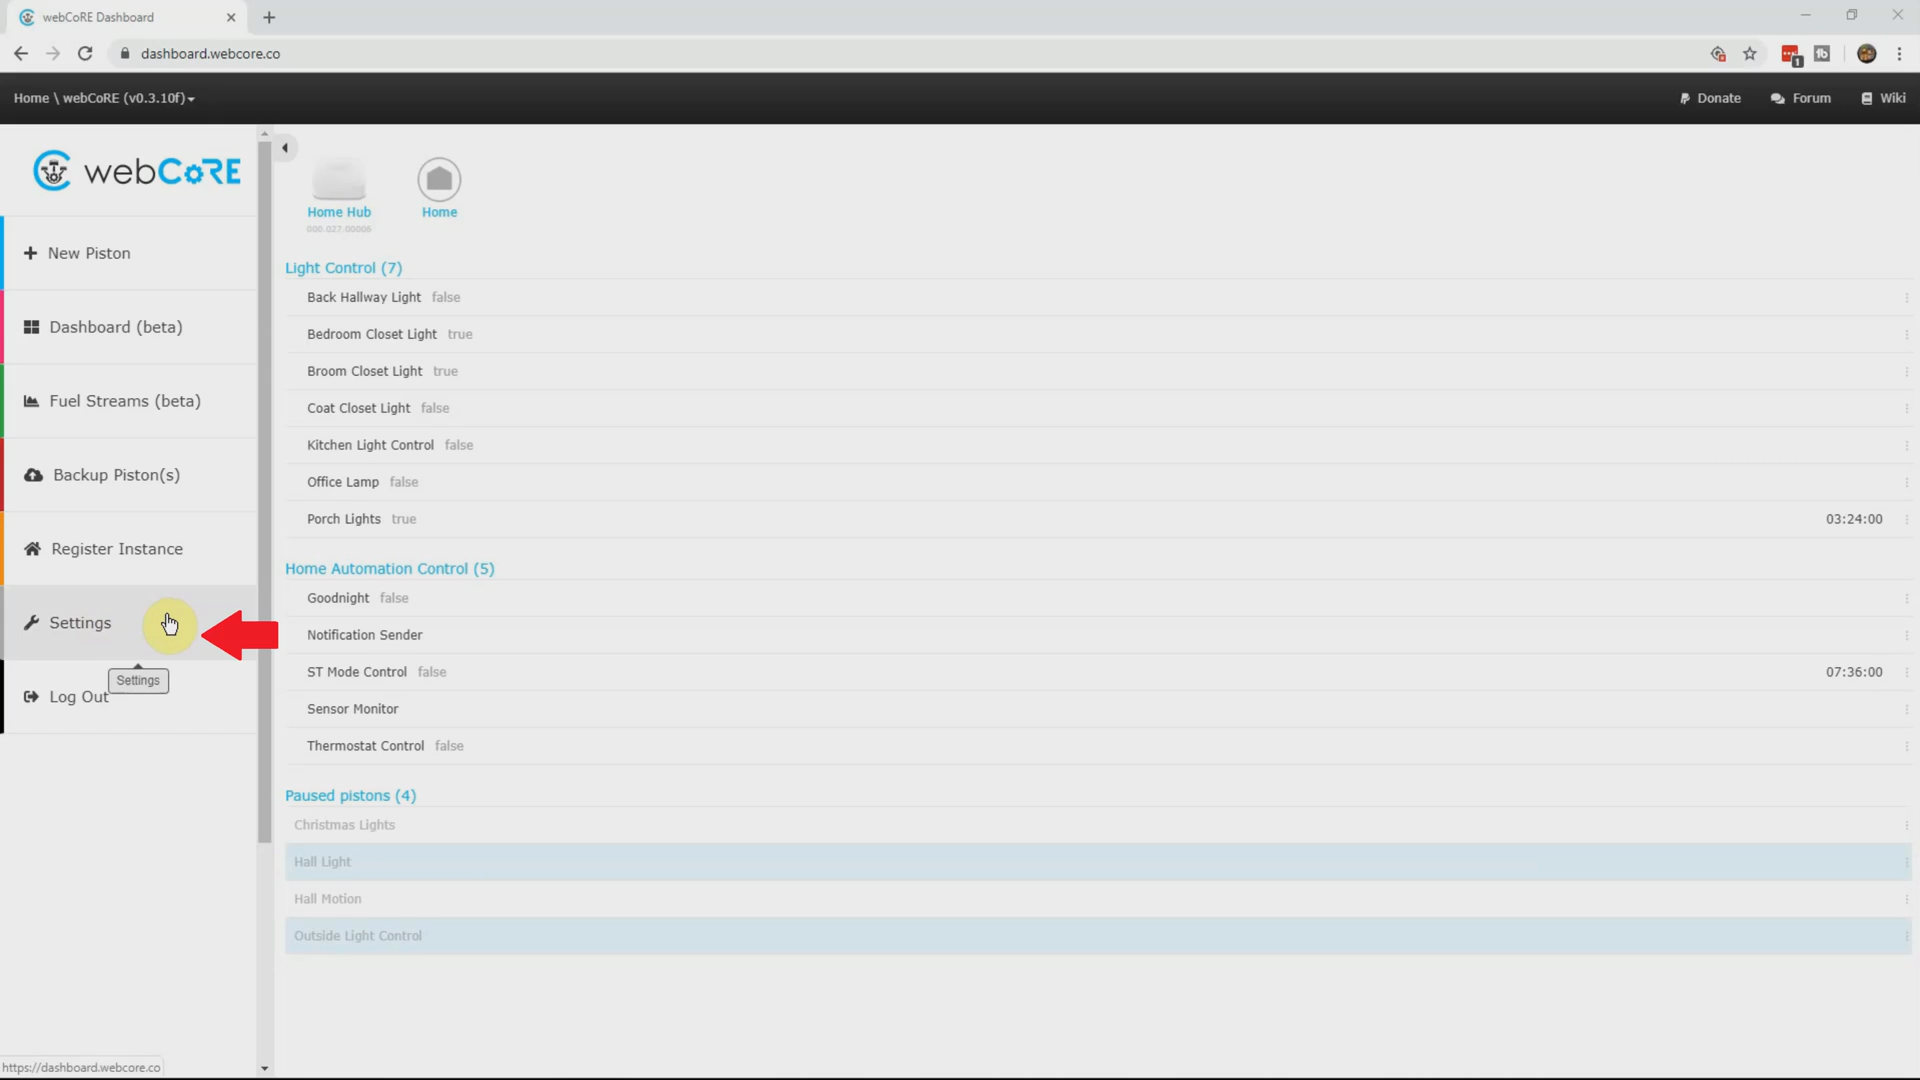 webCoRE Dashboard
dashboard.webcore.co
1
Home \ webCoRE (v0.3.10f)
Donate
Forum
Wiki
webCoRE
New Piston
Dashboard (beta)
Fuel Streams (beta)
Backup Piston(s)
Register Instance
Settings
Settings
Log Out
Home Hub
000.027.00006
Home
Light Control (7)
Back Hallway Light false
Bedroom Closet Light true
Broom Closet Light true
Coat Closet Light false
Kitchen Light Control false
Office Lamp false
Porch Lights true 03:24:00
Home Automation Control (5)
Goodnight false
Notification Sender
ST Mode Control false 07:36:00
Sensor Monitor
Thermostat Control false
Paused pistons (4)
Christmas Lights
Hall Light
Hall Motion
Outside Light Control
https://dashboard.webcore.co